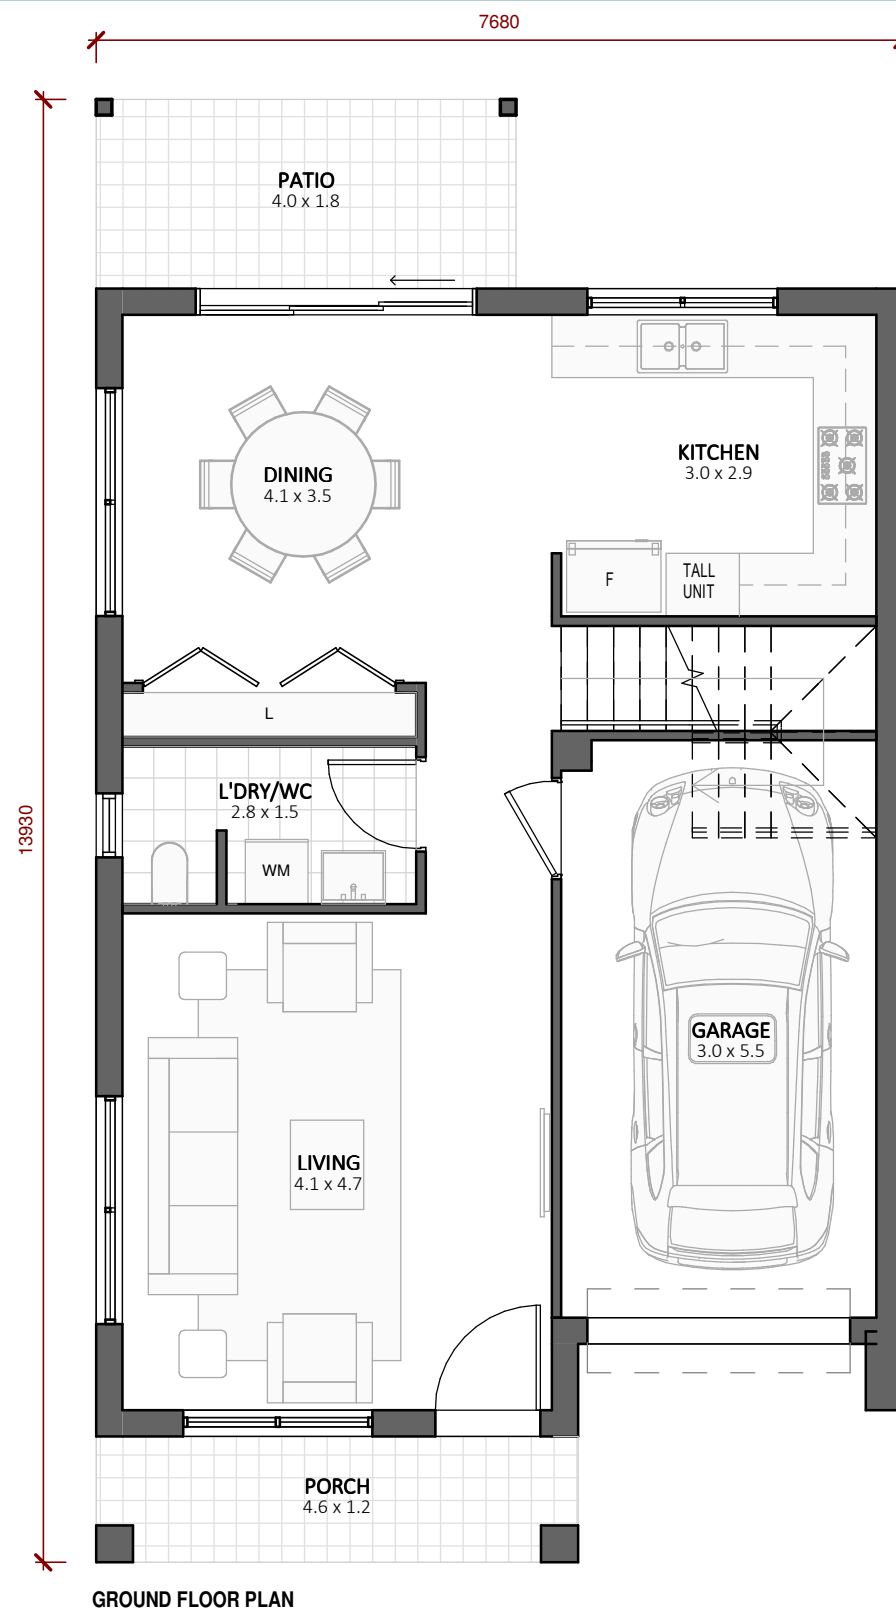 7680
PATIO
4.0 x 1.8
KITCHEN
3.0 x 2.9
DINING
4.1 x 3.5
F
TALL
UNIT
L
L'DRY/WC
2.8 x 1.5
WM
13930
GARAGE
3.0 x 5.5
LIVING
4.1 x 4.7
PORCH
4.6 x 1.2
GROUND FLOOR PLAN